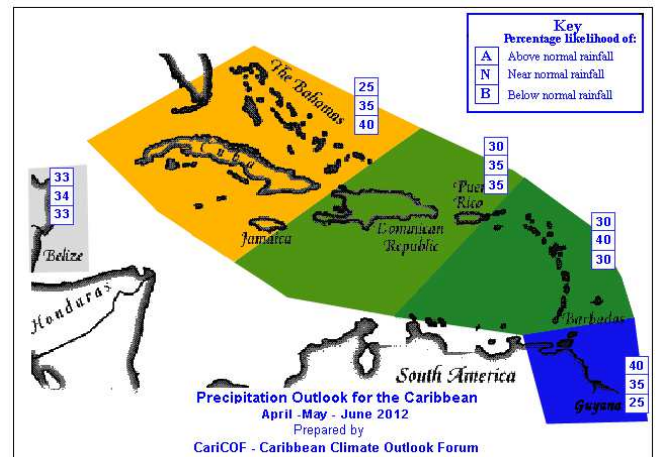 Key
Percentage likelihood of:
A Above normal rainfall
N Near normal rainfall
B Below normal rainfall
The Bahamas
25
35
40
Cuba
33
34
33
Belize
30
35
35
Puerto
Rico
Jamaica
Dominican
Republic
30
40
30
Honduras
Barbados
South America
40
35
25
Guyana
Precipitation Outlook for the Caribbean
April -May - June 2012
Prepared by
CariCOF - Caribbean Climate Outlook Forum